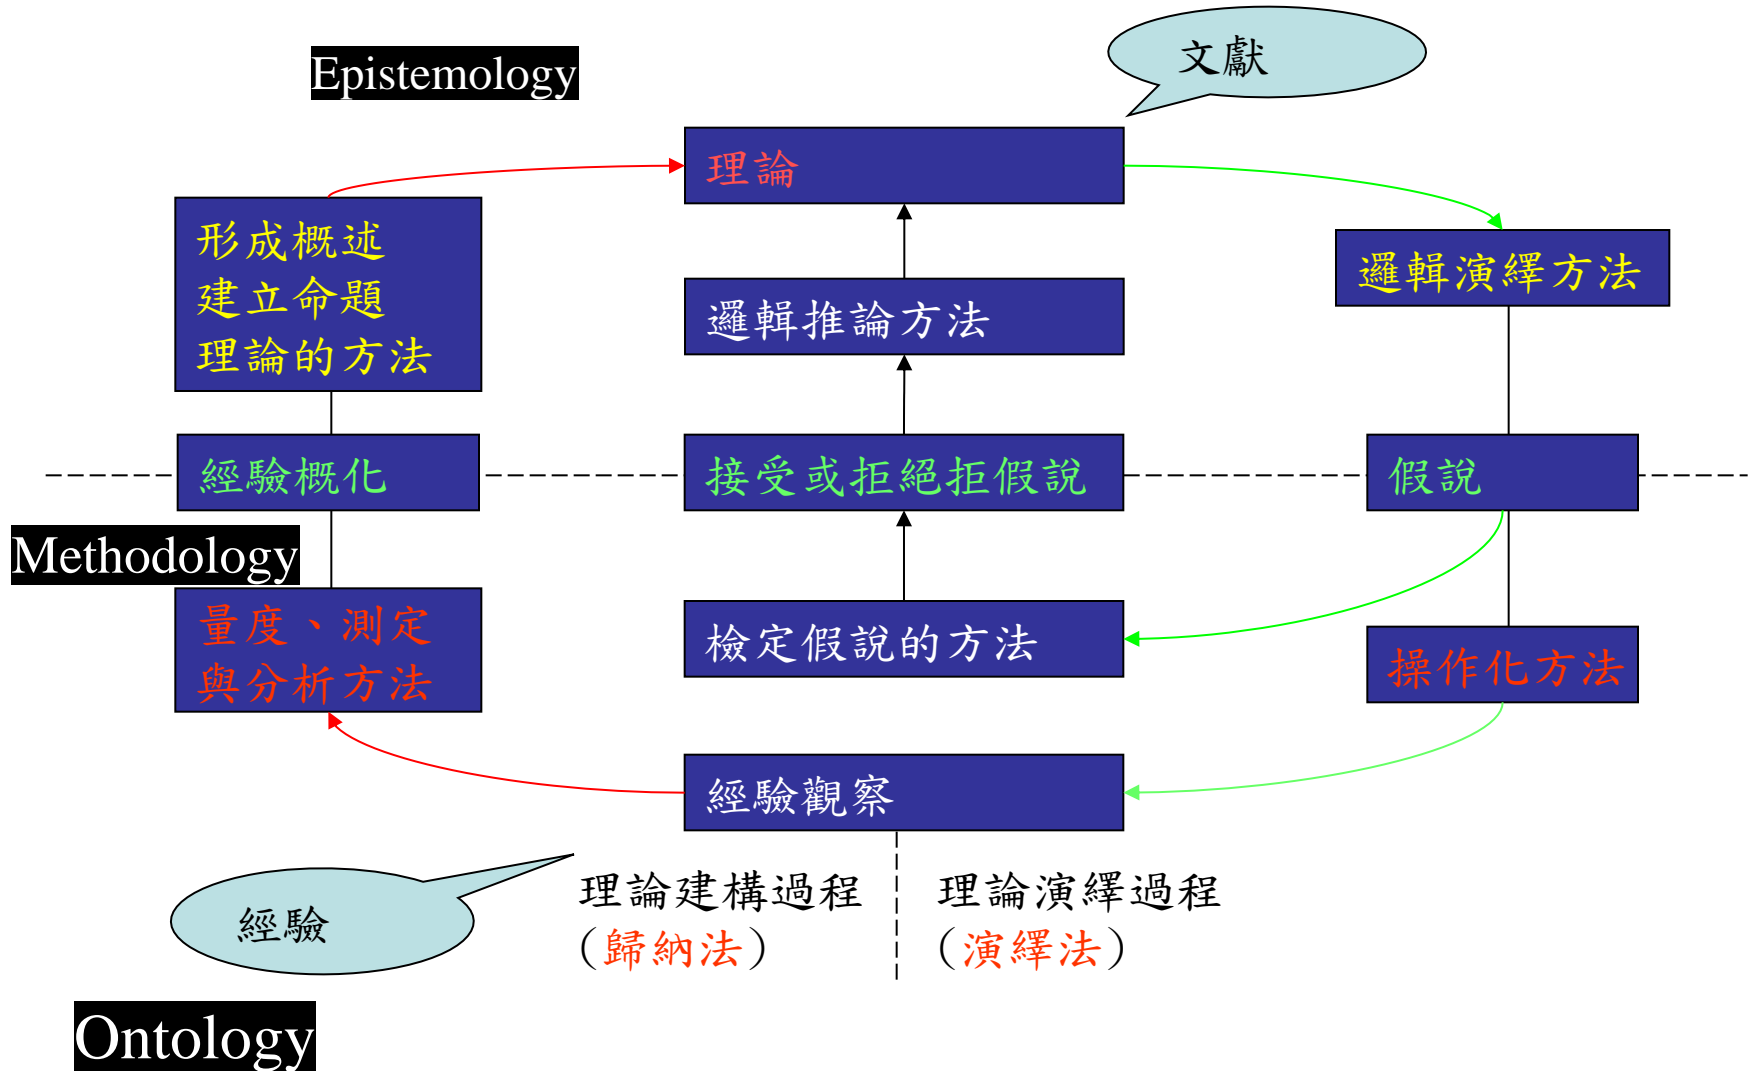 Epistemology
文獻
理論
形成概述
建立命題
理論的方法
邏輯演繹方法
邏輯推論方法
經驗概化
接受或拒絕拒假說
假說
Methodology
量度、測定
與分析方法
檢定假說的方法
操作化方法
經驗觀察
經驗
理論建構過程
(歸納法)
理論演繹過程
(演繹法)
Ontology